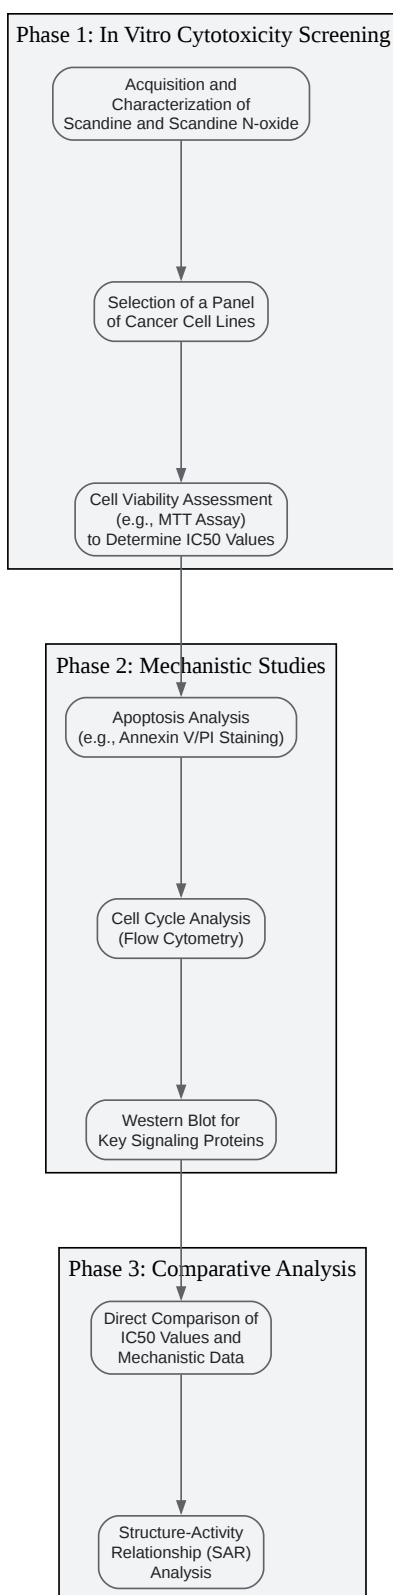 Phase 1: In Vitro Cytotoxicity Screening
Acquisition and
Characterization of
Scandine and Scandine N-oxide
Selection of a Panel
of Cancer Cell Lines
Cell Viability Assessment
(e.g., MTT Assay)
to Determine IC50 Values
Phase 2: Mechanistic Studies
Apoptosis Analysis
(e.g., Annexin V/PI Staining)
Cell Cycle Analysis
(Flow Cytometry)
Western Blot for
Key Signaling Proteins
Phase 3: Comparative Analysis
Direct Comparison of
IC50 Values and
Mechanistic Data
Structure-Activity
Relationship (SAR)
Analysis